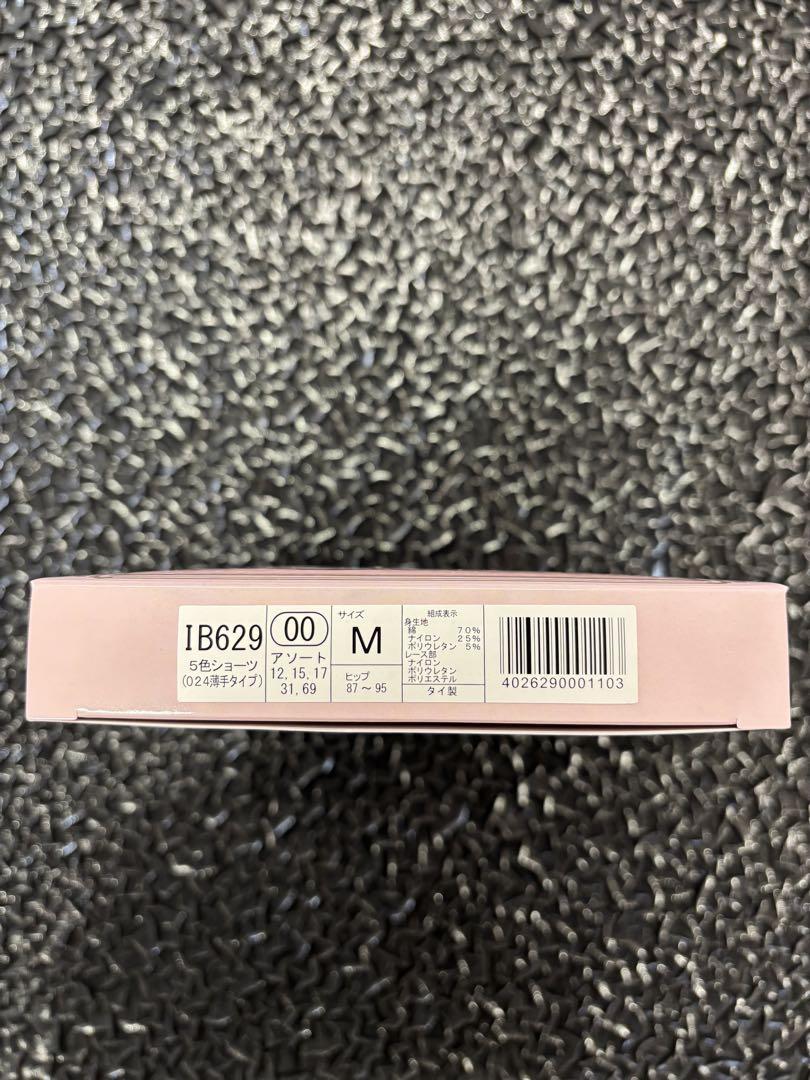 IB629
5色ショーツ
(024薄手タイプ)
00
アソート
12,15,17
31,69
サイズ
M
ヒップ
87～95
組成表示
身生地
綿 70%
ナイロン 25%
ポリウレタン 5%
レース部
ナイロン
ポリウレタン
ポリエステル
タイ製
4026290001103